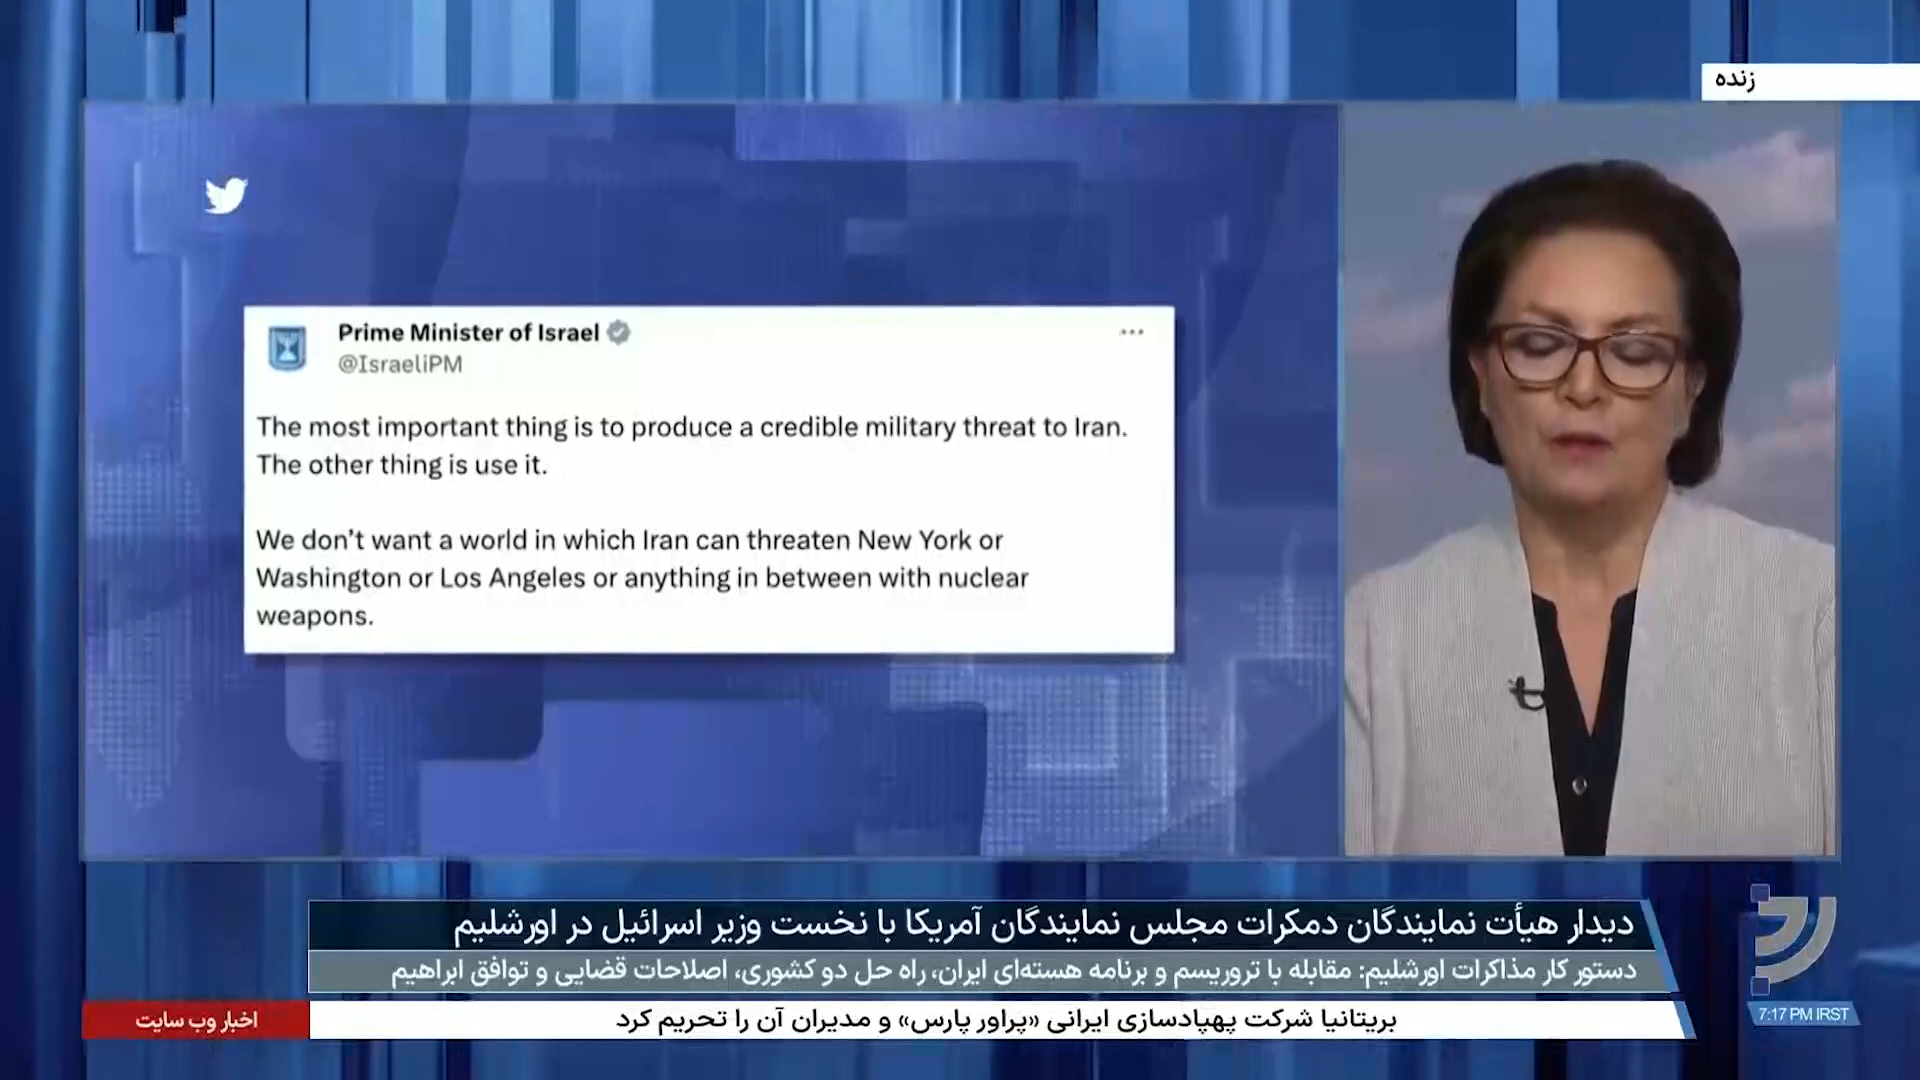 زنده
Prime Minister of Israel
@IsraeliPM
The most important thing is to produce a credible military threat to Iran.
The other thing is use it.
We don't want a world in which Iran can threaten New York or
Washington or Los Angeles or anything in between with nuclear
weapons.
دیدار هیأت نمایندگان دمکرات مجلس نمایندگان آمریکا با نخست وزیر اسرائیل در اورشلیم
دستور کار مذاکرات اورشلیم: مقابله با تروریسم و برنامه هسته‌ای ایران، راه حل دو کشوری، اصلاحات قضایی و توافق ابراهیم
اخبار وب سایت
بریتانیا شرکت پهپادسازی ایرانی «پراور پارس» و مدیران آن را تحریم کرد
7:17 PM IRST